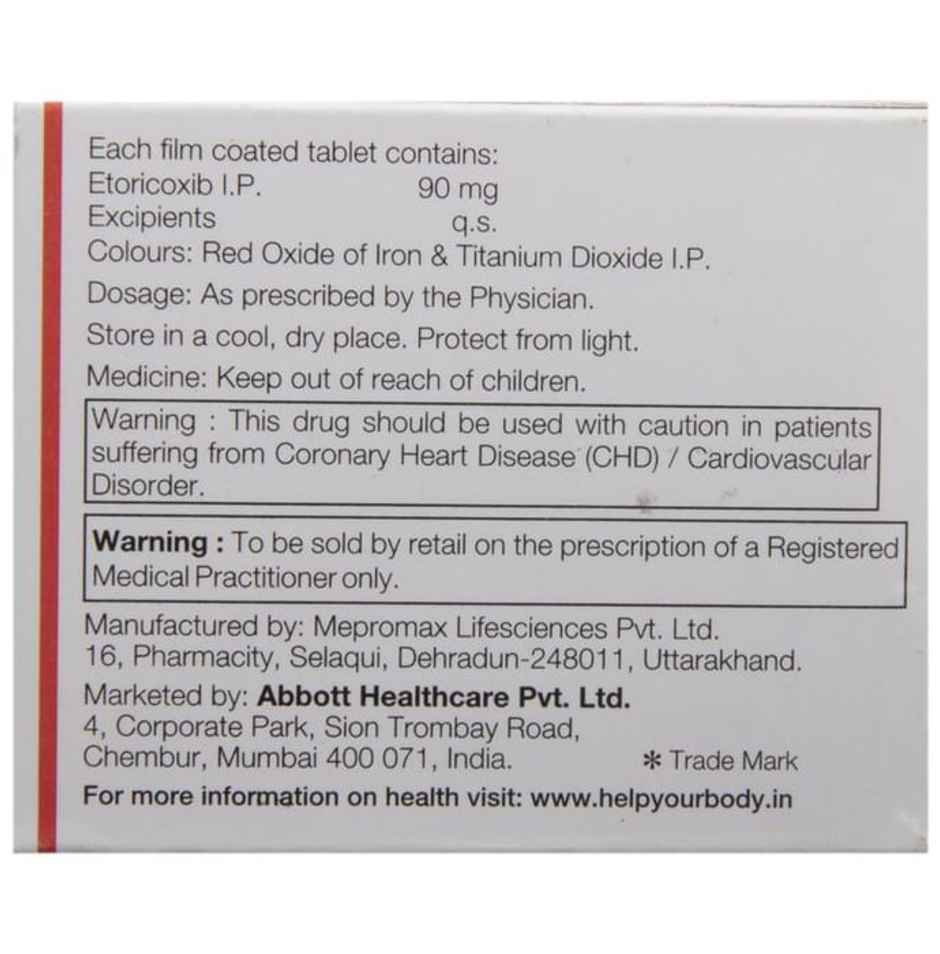 Each film coated tablet contains:
Etoricoxib I.P. 90 mg
Excipients q.s.
Colours: Red Oxide of Iron & Titanium Dioxide I.P.
Dosage: As prescribed by the Physician.
Store in a cool, dry place. Protect from light.
Medicine: Keep out of reach of children.
Warning : This drug should be used with caution in patients
suffering from Coronary Heart Disease (CHD) / Cardiovascular
Disorder.
Warning : To be sold by retail on the prescription of a Registered
Medical Practitioner only.
Manufactured by: Mepromax Lifesciences Pvt. Ltd.
16, Pharmacity, Selaqui, Dehradun-248011, Uttarakhand.
Marketed by: Abbott Healthcare Pvt. Ltd.
4, Corporate Park, Sion Trombay Road,
Chembur, Mumbai 400 071, India. * Trade Mark
For more information on health visit: www.helpyourbody.in